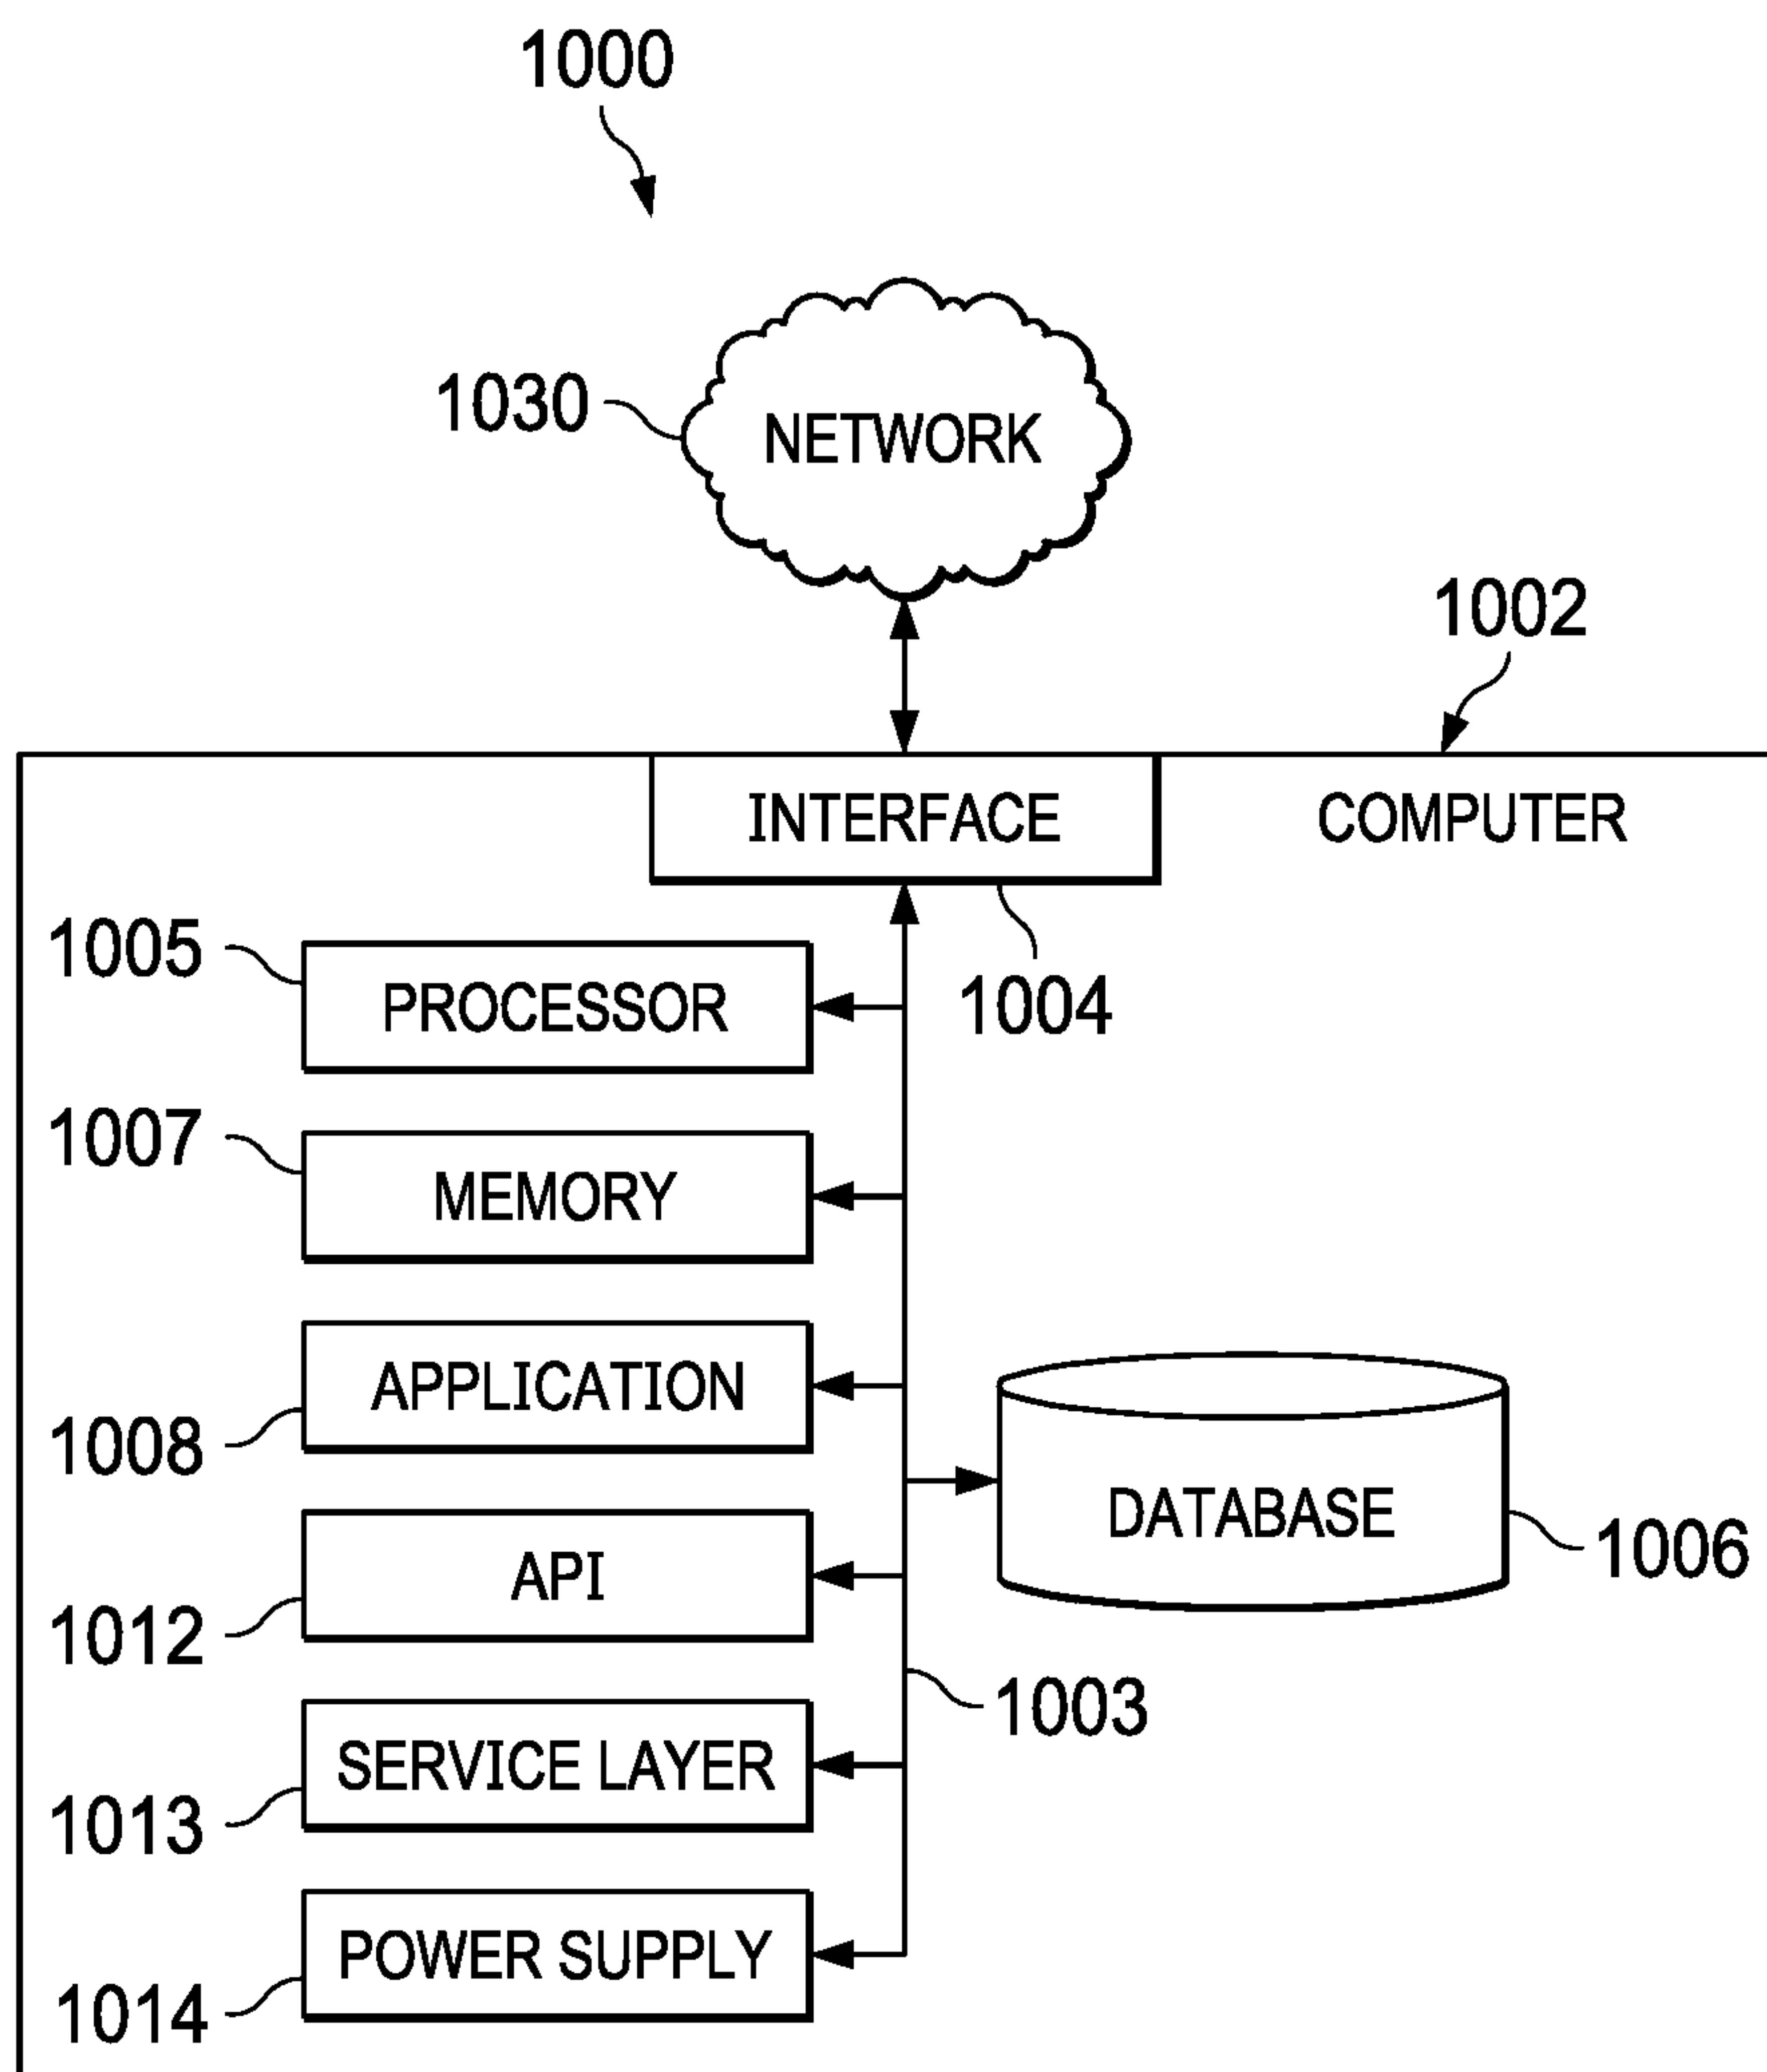 1000
1030
NETWORK
1002
INTERFACE
COMPUTER
1005
PROCESSOR
1004
1007
MEMORY
APPLICATION
1008
DATABASE
1006
API
1012
1003
SERVICE LAYER
1013
POWER SUPPLY
1014